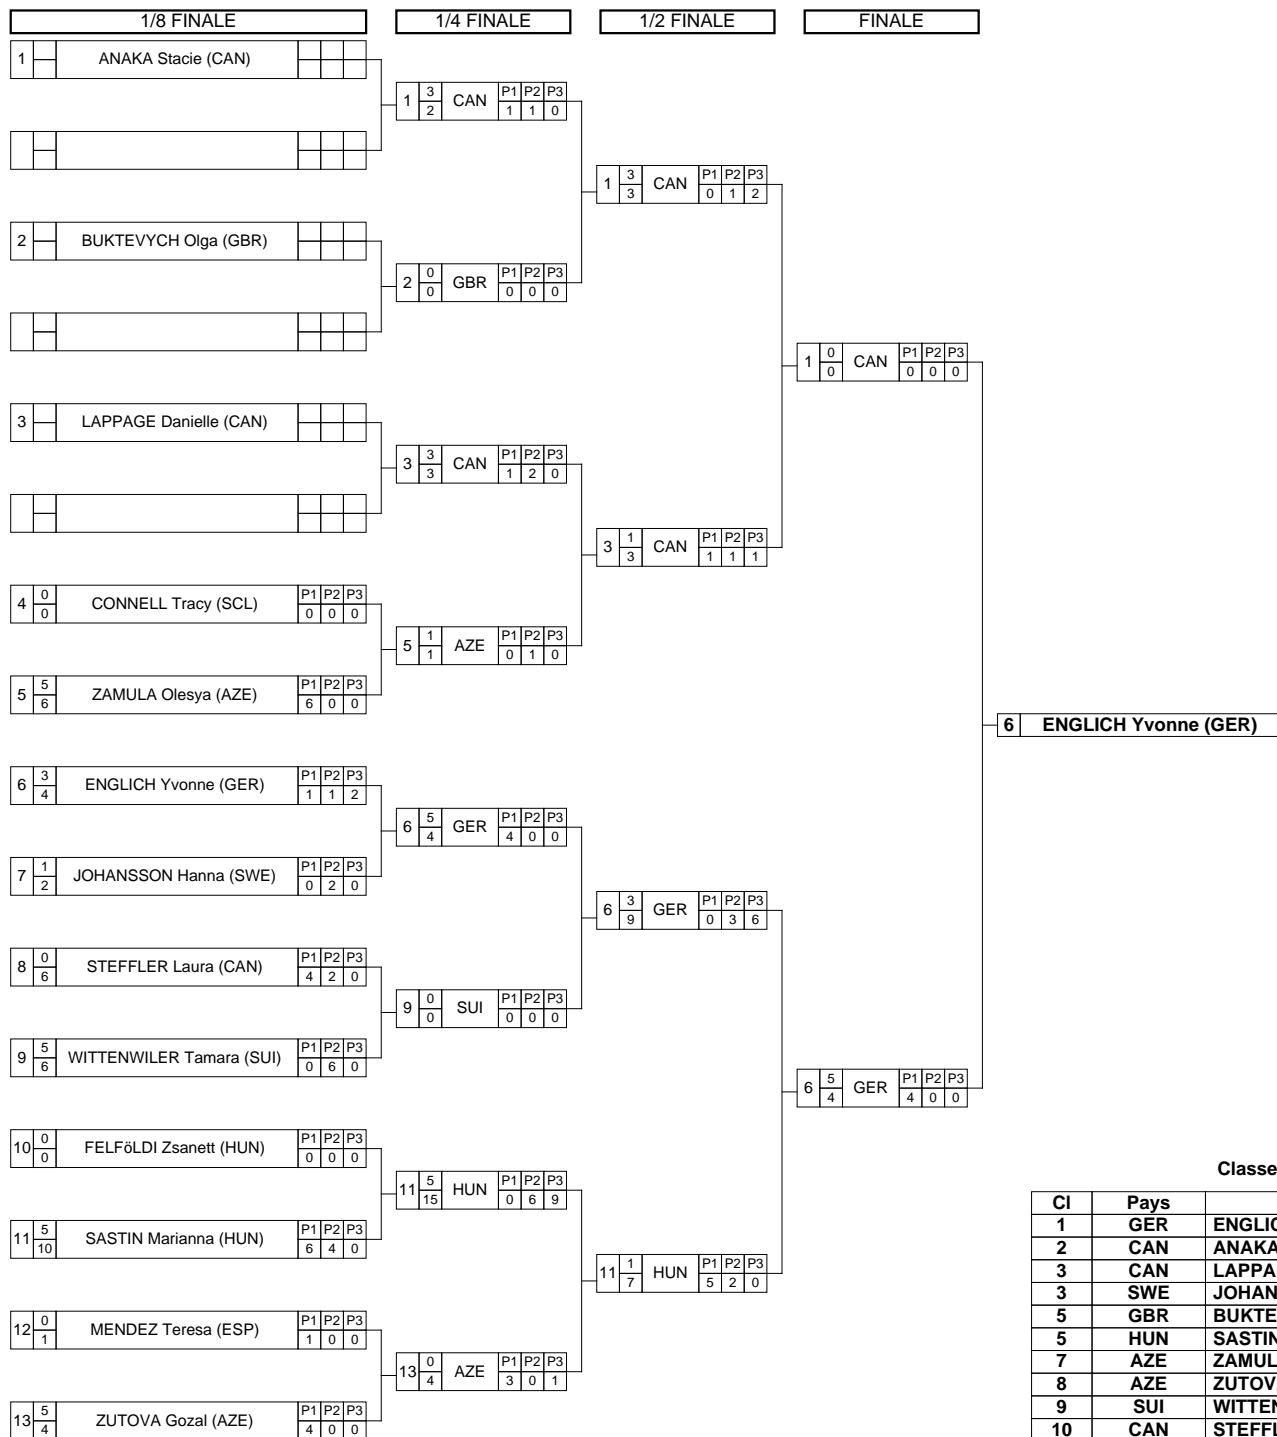 1/8 FINALE 1/4 FINALE 1/2 FINALE FINALE
1 ANAKA Stacie (CAN)
1 3 2 CAN P1 P2 P3 1 1 0
1 3 3 CAN P1 P2 P3 0 1 2
2 BUKTEVYCH Olga (GBR)
2 0 0 GBR P1 P2 P3 0 0 0
1 0 0 CAN P1 P2 P3 0 0 0
3 LAPPAGE Danielle (CAN)
3 3 3 CAN P1 P2 P3 1 2 0
3 1 3 CAN P1 P2 P3 1 1 1
4 0 0 CONNELL Tracy (SCL) P1 P2 P3 0 0 0
5 1 1 AZE P1 P2 P3 0 1 0
5 5 6 ZAMULA Olesya (AZE) P1 P2 P3 6 0 0
6 ENGLICH Yvonne (GER)
6 3 4 ENGLICH Yvonne (GER) P1 P2 P3 1 1 2
6 5 4 GER P1 P2 P3 4 0 0
7 1 2 JOHANSSON Hanna (SWE) P1 P2 P3 0 2 0
6 3 9 GER P1 P2 P3 0 3 6
8 0 6 STEFFLER Laura (CAN) P1 P2 P3 4 2 0
9 0 0 SUI P1 P2 P3 0 0 0
9 5 6 WITTENWILER Tamara (SUI) P1 P2 P3 0 6 0
6 5 4 GER P1 P2 P3 4 0 0
10 0 0 FELFöLDI Zsanett (HUN) P1 P2 P3 0 0 0
11 5 15 HUN P1 P2 P3 0 6 9
11 5 10 SASTIN Marianna (HUN) P1 P2 P3 6 4 0
11 1 7 HUN P1 P2 P3 5 2 0
12 0 1 MENDEZ Teresa (ESP) P1 P2 P3 1 0 0
13 0 4 AZE P1 P2 P3 3 0 1
13 5 4 ZUTOVA Gozal (AZE) P1 P2 P3 4 0 0
Classe
Cl Pays
1 GER ENGLIC
2 CAN ANAKA
3 CAN LAPPA
3 SWE JOHAN
5 GBR BUKTE
5 HUN SASTIN
7 AZE ZAMUL
8 AZE ZUTOV
9 SUI WITTEN
10 CAN STEFFL